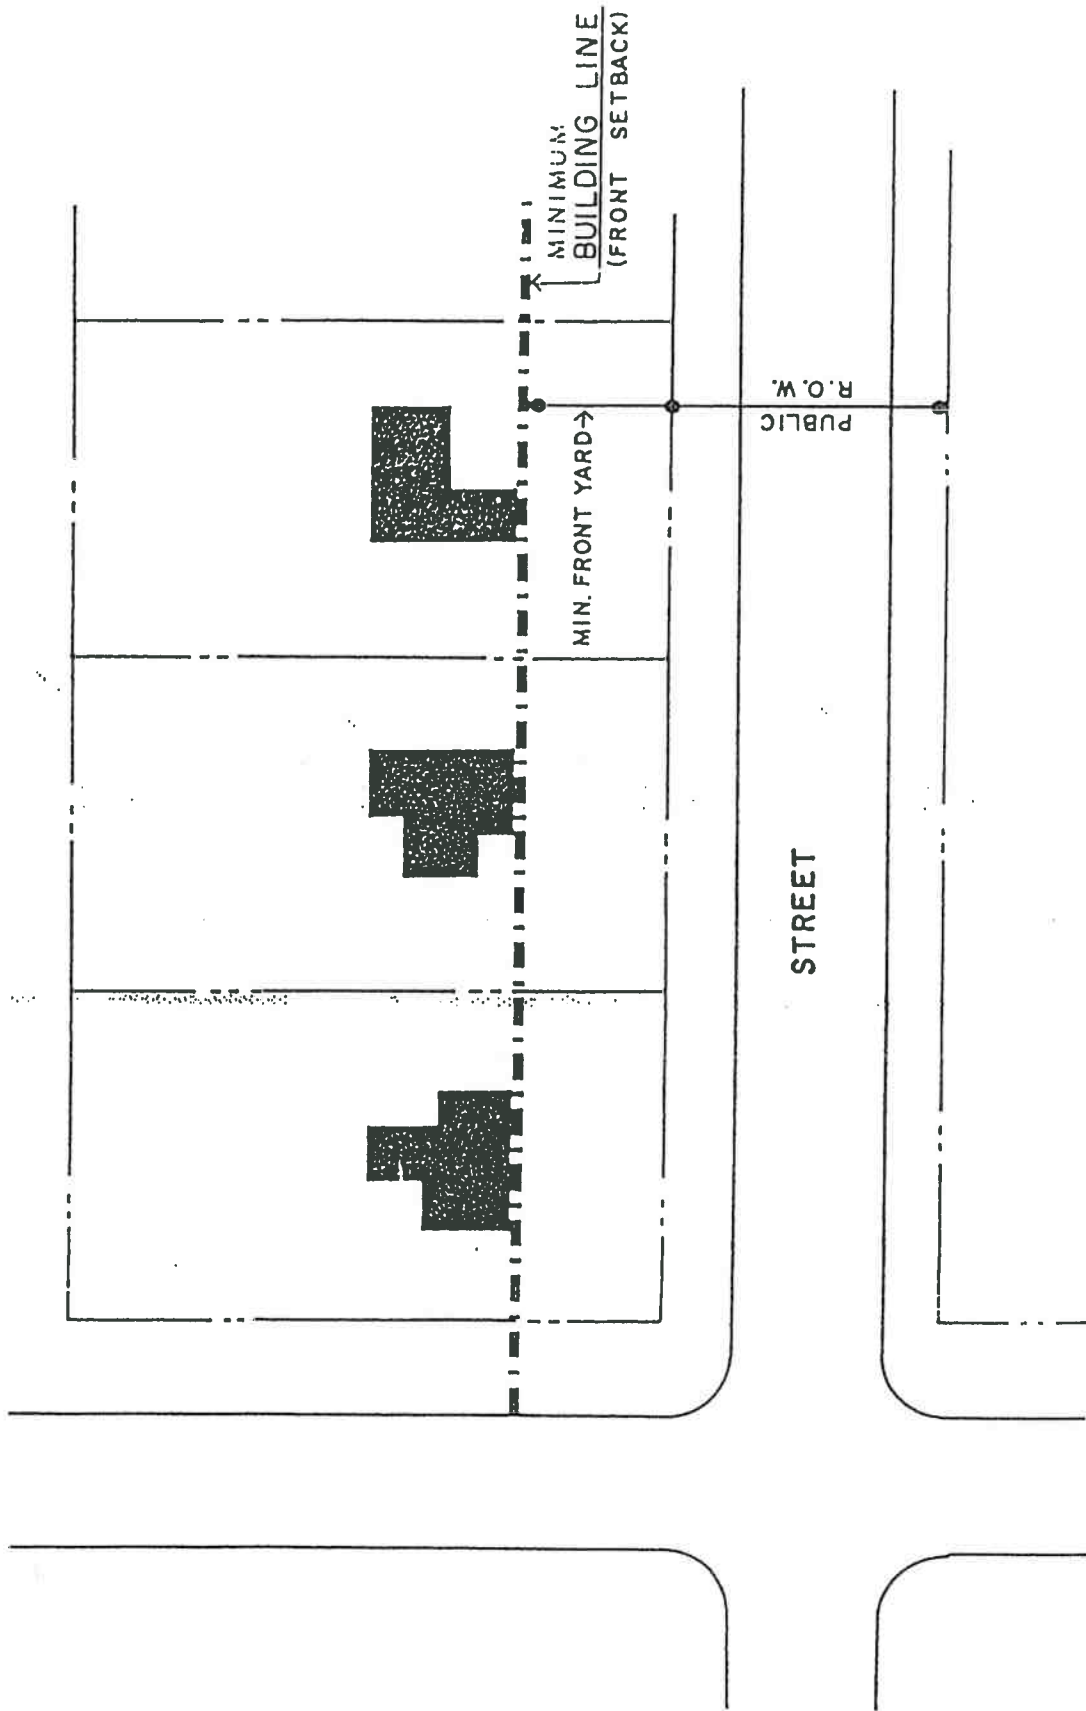 MINIMUM
BUILDING LINE
(FRONT SETBACK)
MIN. FRONT YARD→
PUBLIC
R.O.W.
STREET